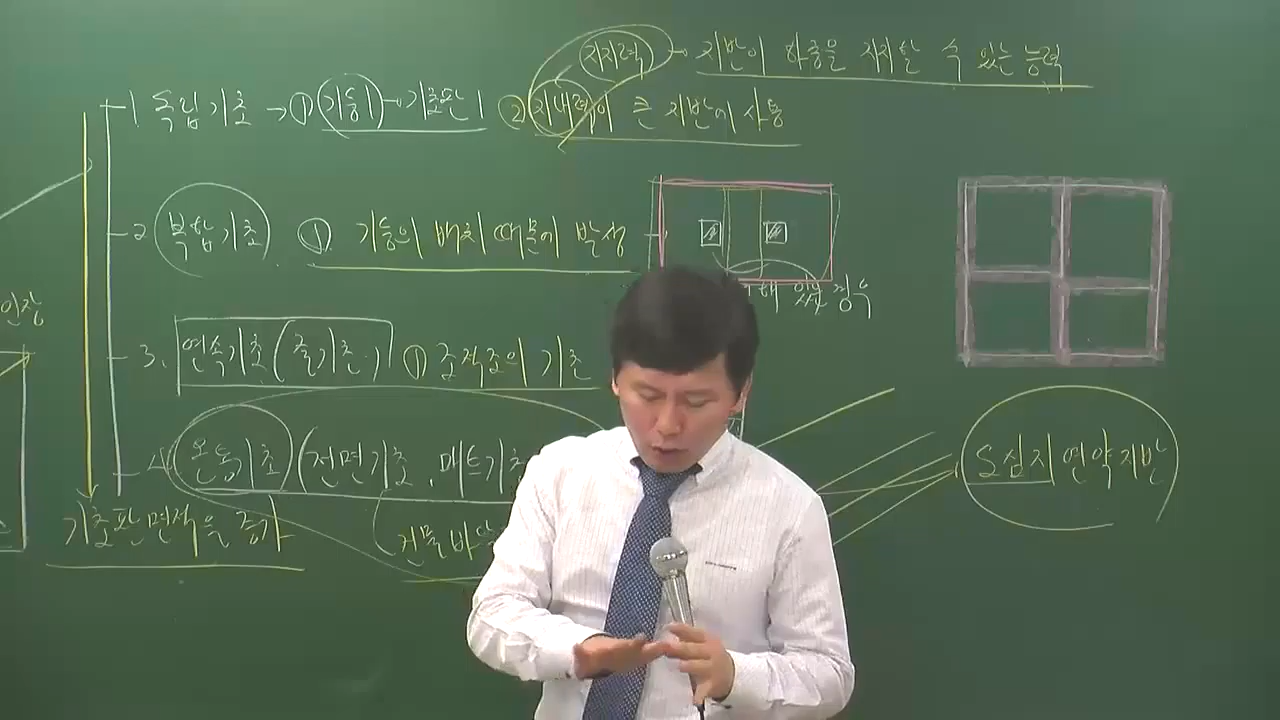 지지력 → 지반이 하중을 지지할 수 있는 능력
1 독립기초 → ① 기둥1 → 기초판 1 ② 지내력이 큰 지반에 사용
2 복합기초 ① 기둥의 배치 때문에 발생
3. 연속기초(줄기초) ① 조적조의 기초
4 온통기초(전면기초, 매트기초
도심지 연약지반
기초판 면적을 증가
건물 바닥